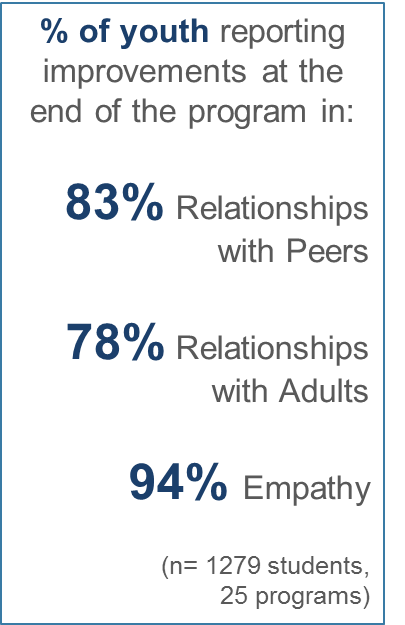 % of youth reporting
improvements at the
end of the program in:
83% Relationships
with Peers
78% Relationships
with Adults
94% Empathy
(n= 1279 students,
25 programs)